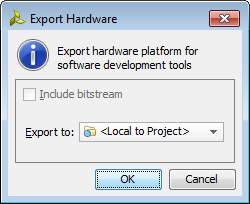 Export Hardware
Export hardware platform for
software development tools
Include bitstream
Export to: <Local to Project>
OK Cancel